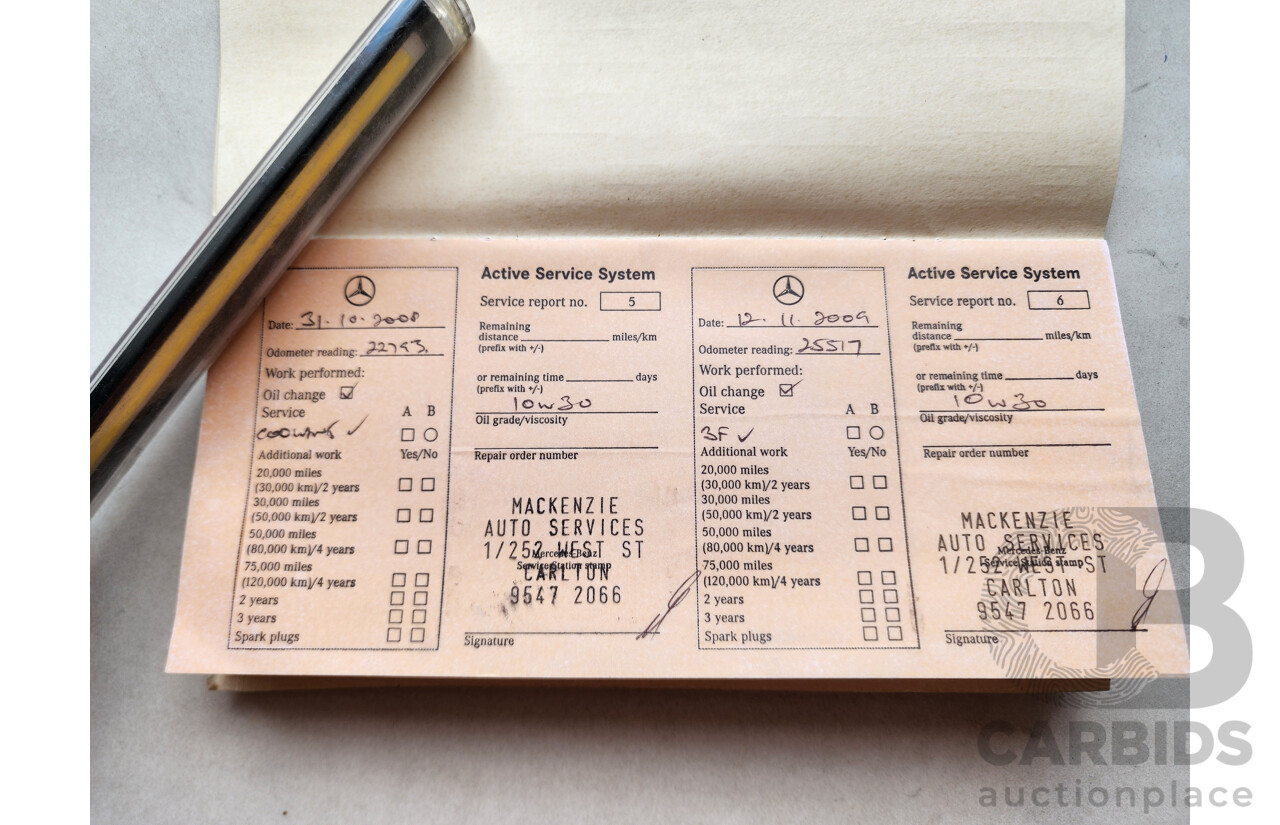 Date: 31.10.2008
Odometer reading: 22793
Work performed:
Oil change
Service A B
COOLANT
Additional work Yes/No
20,000 miles
(30,000 km)/2 years
30,000 miles
(50,000 km)/2 years
50,000 miles
(80,000 km)/4 years
75,000 miles
(120,000 km)/4 years
2 years
3 years
Spark plugs
Active Service System
Service report no. 5
Remaining
distance miles/km
(prefix with +/-)
or remaining time days
(prefix with +/-)
10W30
Oil grade/viscosity
Repair order number
MACKENZIE
AUTO SERVICES
1/252 WEST ST
Mercedes-Benz
Service Station stamp
CARLTON
9547 2066
Signature
Date: 12.11.2009
Odometer reading: 25517
Work performed:
Oil change
Service A B
BF
Additional work Yes/No
20,000 miles
(30,000 km)/2 years
30,000 miles
(50,000 km)/2 years
50,000 miles
(80,000 km)/4 years
75,000 miles
(120,000 km)/4 years
2 years
3 years
Spark plugs
Active Service System
Service report no. 6
Remaining
distance miles/km
(prefix with +/-)
or remaining time days
(prefix with +/-)
10W30
Oil grade/viscosity
Repair order number
MACKENZIE
AUTO SERVICES
Mercedes-Benz
1/252 WEST ST
Service Station stamp
CARLTON
9547 2066
Signature
CARBIDS
auctionplace